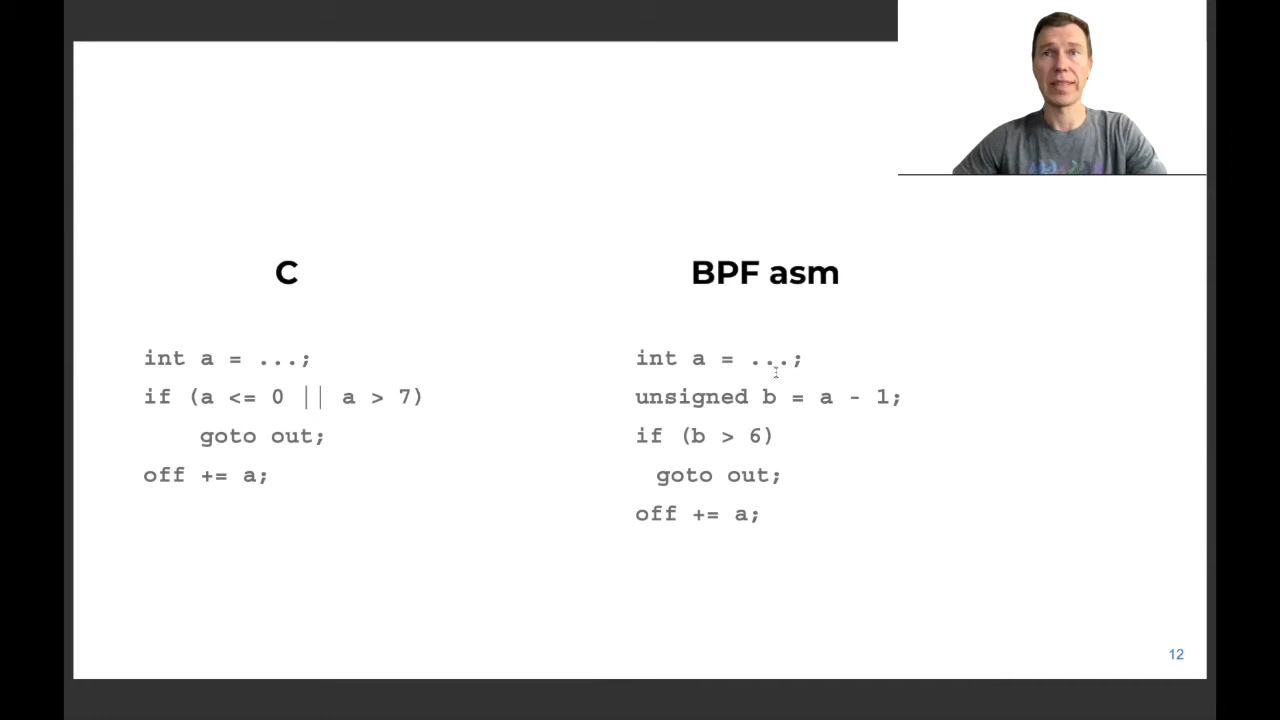 C
int a = ...;
if (a <= 0 || a > 7)
    goto out;
off += a;
BPF asm
int a = ...;
unsigned b = a - 1;
if (b > 6)
  goto out;
off += a;
12